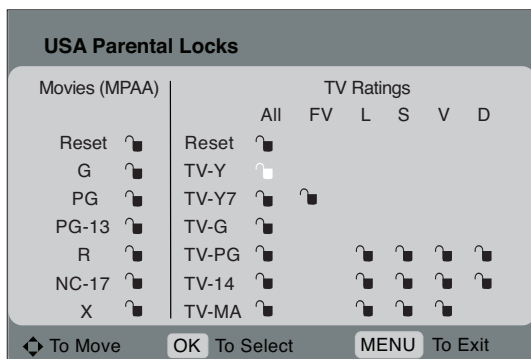 USA Parental Locks
Movies (MPAA) TV Ratings
All FV L S V D
Reset Reset
G TV-Y
PG TV-Y7
PG-13 TV-G
R TV-PG
NC-17 TV-14
X TV-MA
To Move OK To Select MENU To Exit